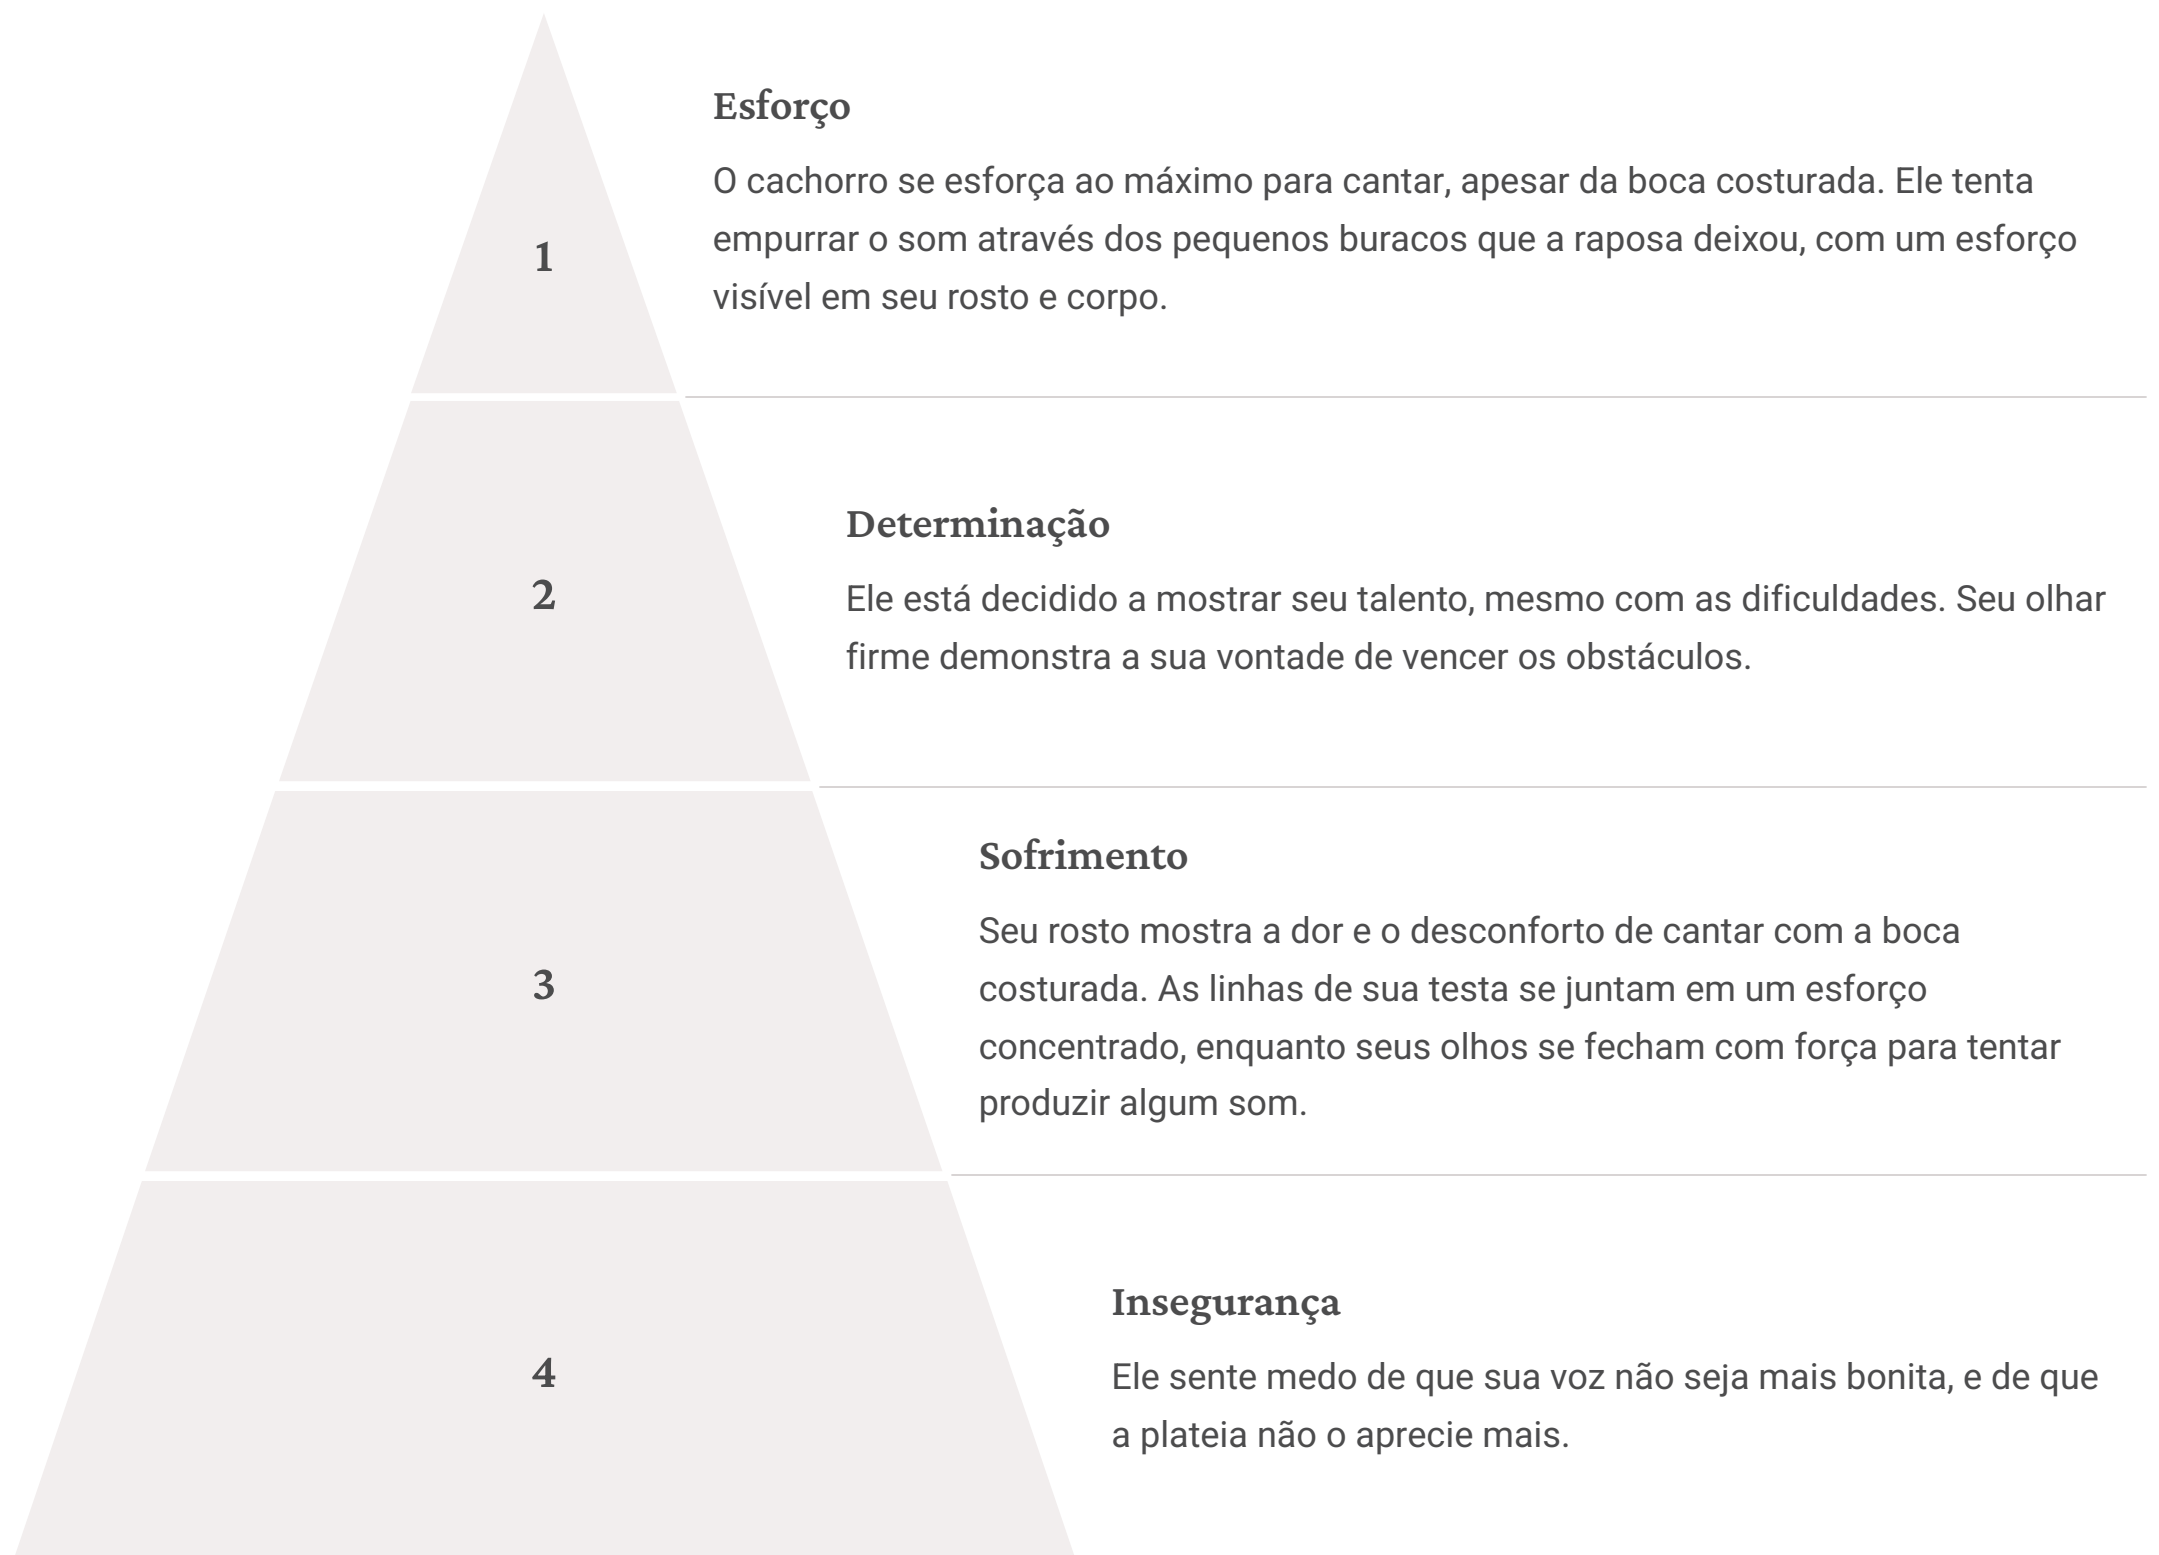 Esforço
O cachorro se esforça ao máximo para cantar, apesar da boca costurada. Ele tenta
empurrar o som através dos pequenos buracos que a raposa deixou, com um esforço
visível em seu rosto e corpo.
1
Determinação
Ele está decidido a mostrar seu talento, mesmo com as dificuldades. Seu olhar
firme demonstra a sua vontade de vencer os obstáculos.
2
Sofrimento
Seu rosto mostra a dor e o desconforto de cantar com a boca
costurada. As linhas de sua testa se juntam em um esforço
concentrado, enquanto seus olhos se fecham com força para tentar
produzir algum som.
3
Insegurança
Ele sente medo de que sua voz não seja mais bonita, e de que
a plateia não o aprecie mais.
4